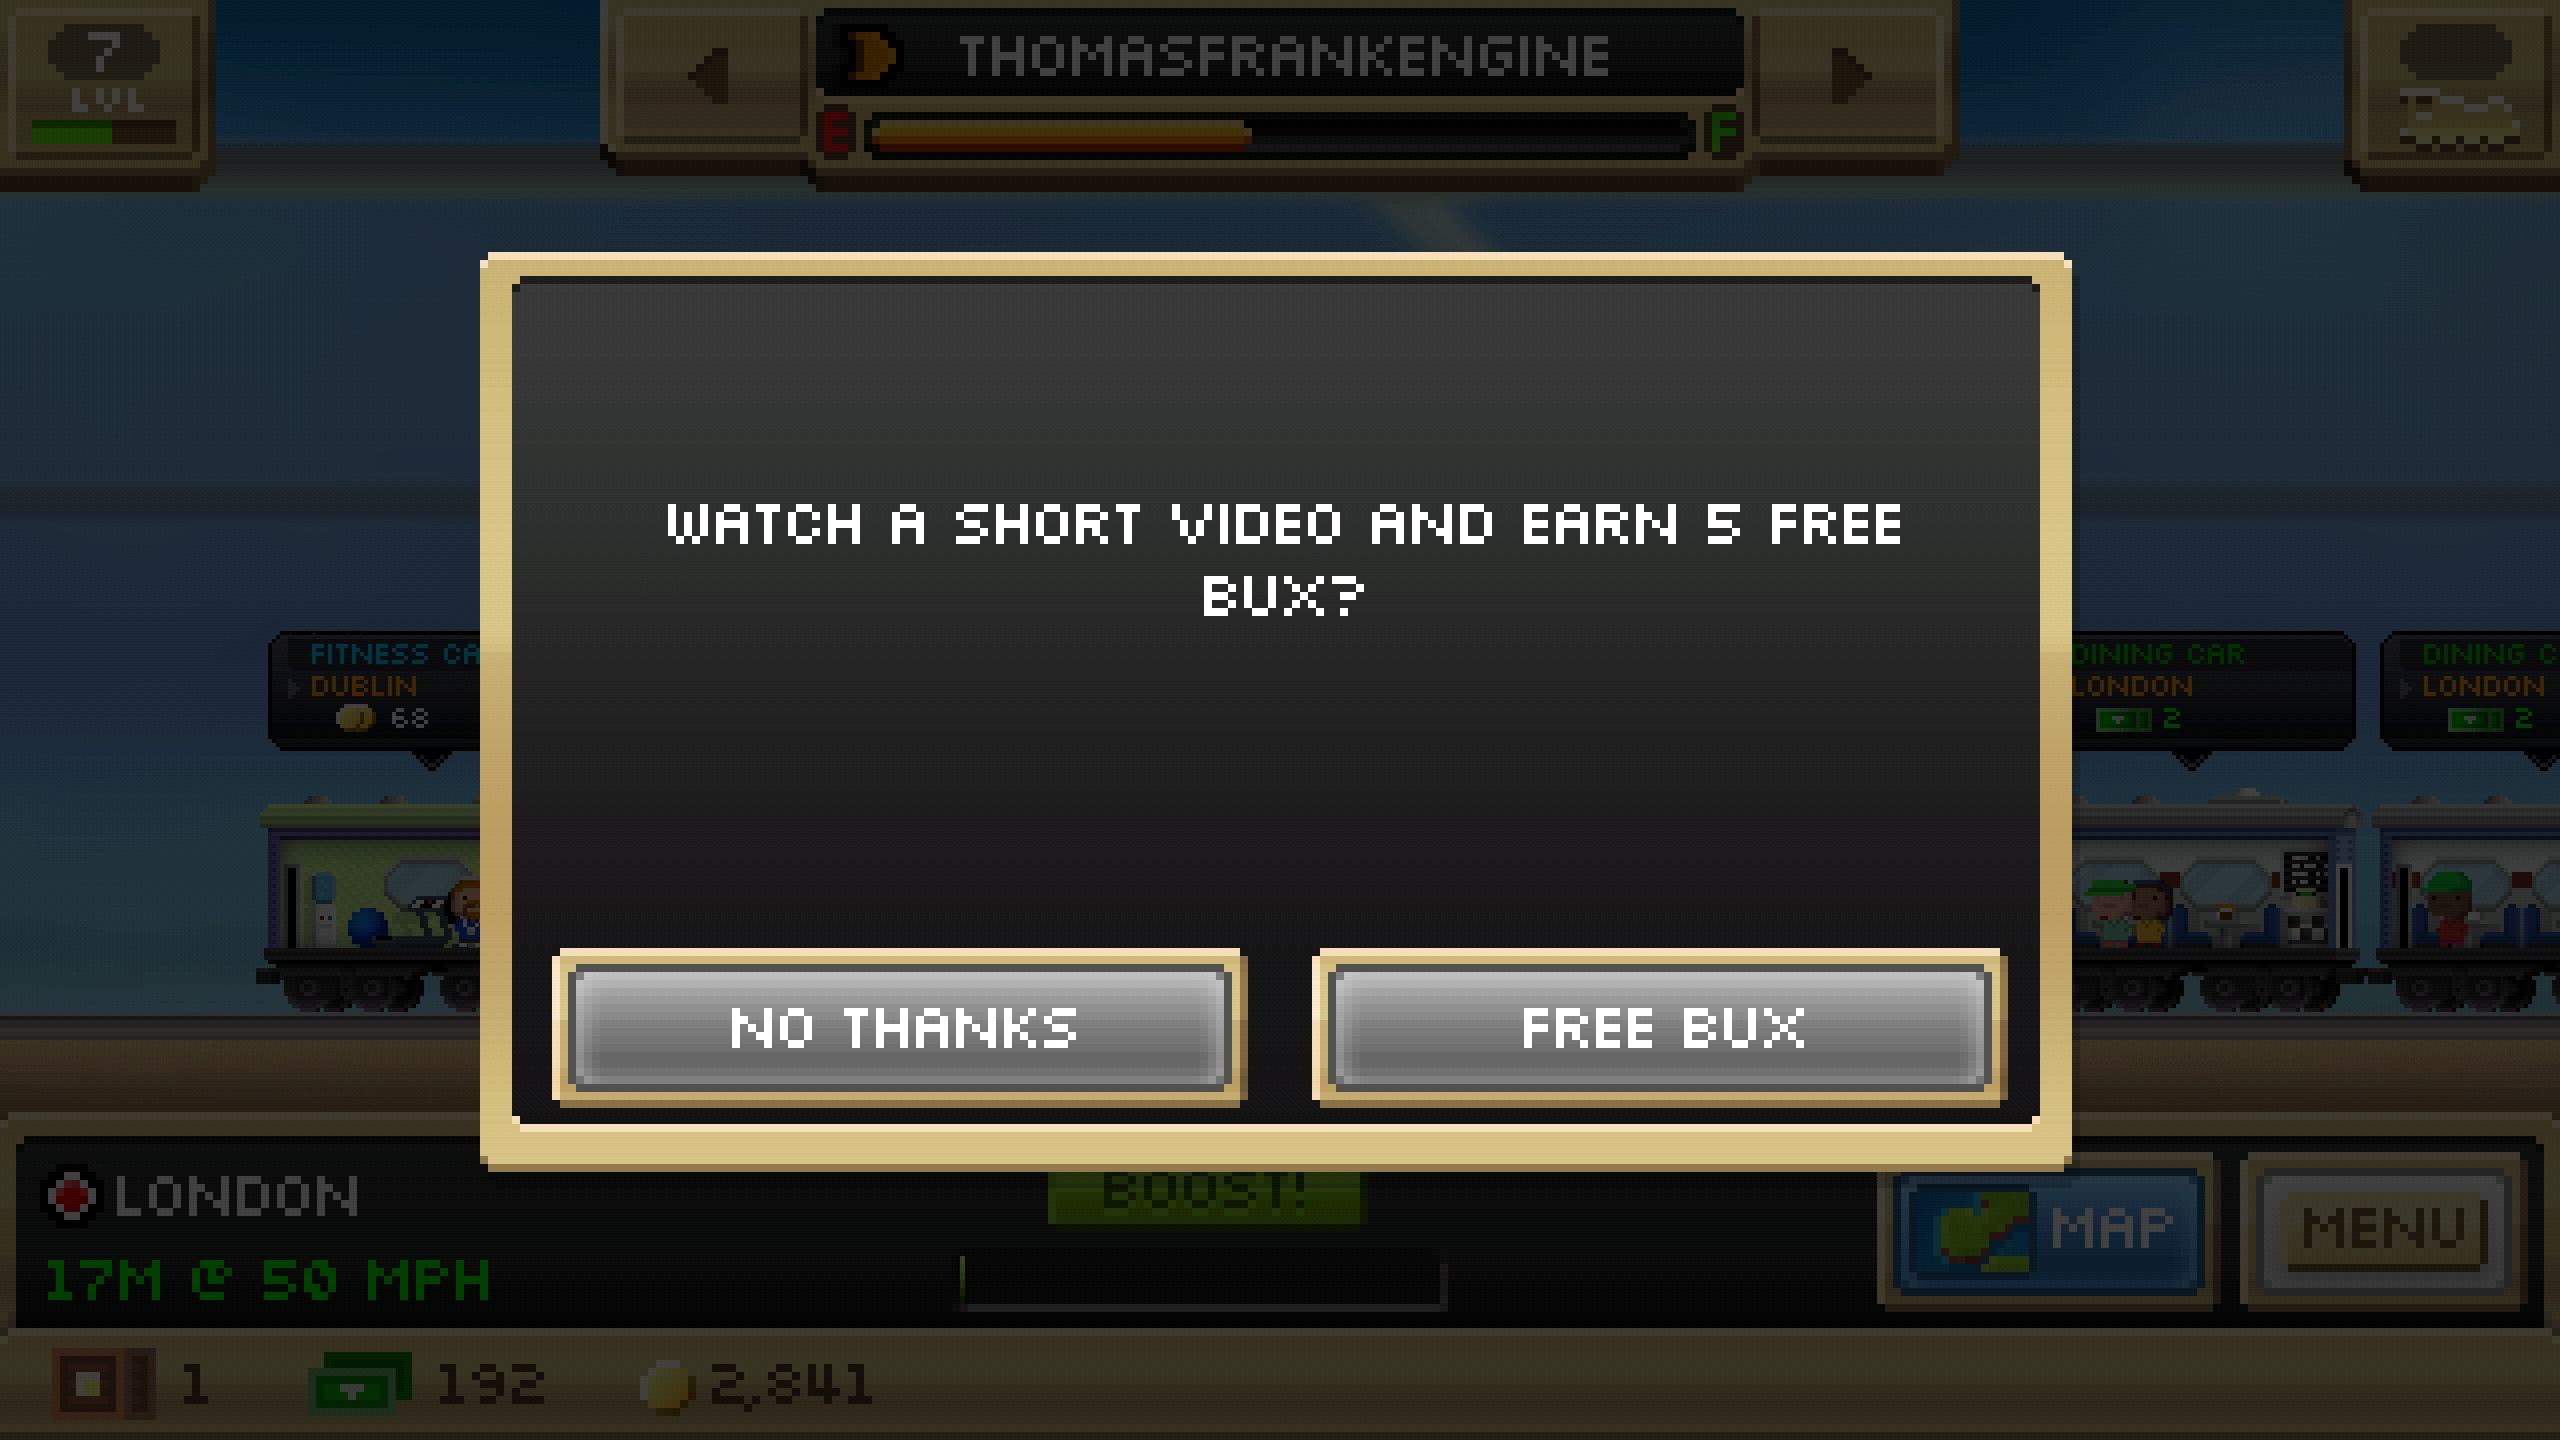 7
LVL
THOMASFRANKENGINE
E F
WATCH A SHORT VIDEO AND EARN 5 FREE
BUX?
FITNESS CA
DUBLIN
68
DINING CAR
LONDON
2
DINING C
LONDON
2
NO THANKS
FREE BUX
LONDON
17M @ 50 MPH
BOOST!
MAP
MENU
1
192
2,841